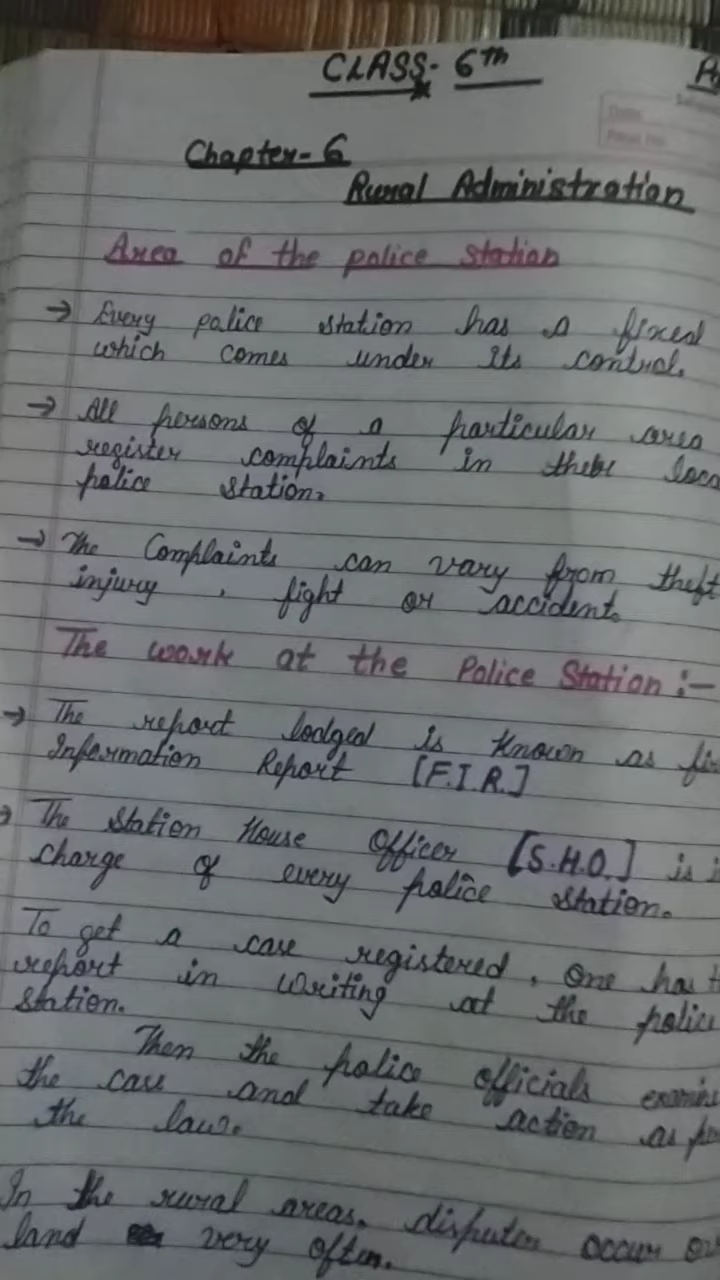 CLASS- 6th
Chapter-6
Rural Administration
Area of the police station
→ Every police station has a fixed
which comes under its control.
→ All persons of a particular area
register complaints in their loca
police station.
→ The Complaints can vary from theft
injury, fight or accident.
The work at the Police Station :-
→ The report lodged is known as fi
Information Report [F.I.R.]
→ The Station House Officer [S.H.O.] is i
charge of every police station.
To get a case registered, One has t
report in writing at the police
station.
Then the police officials examine
the case and take action as p
the law.
In the rural areas, disputes occur
land very often.